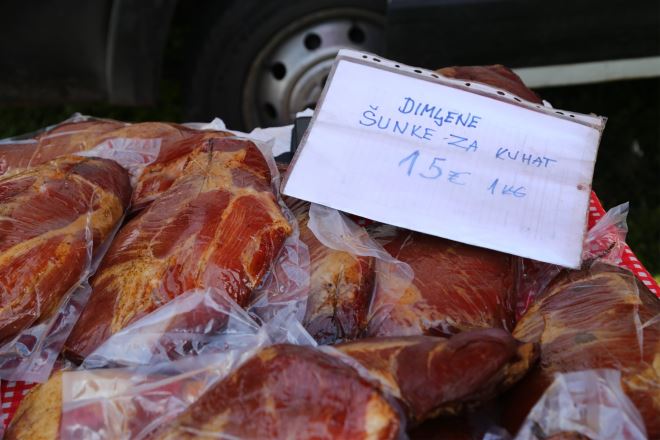 DIMLJENE
ŠUNKE ZA KUHAT
15€ 1KG